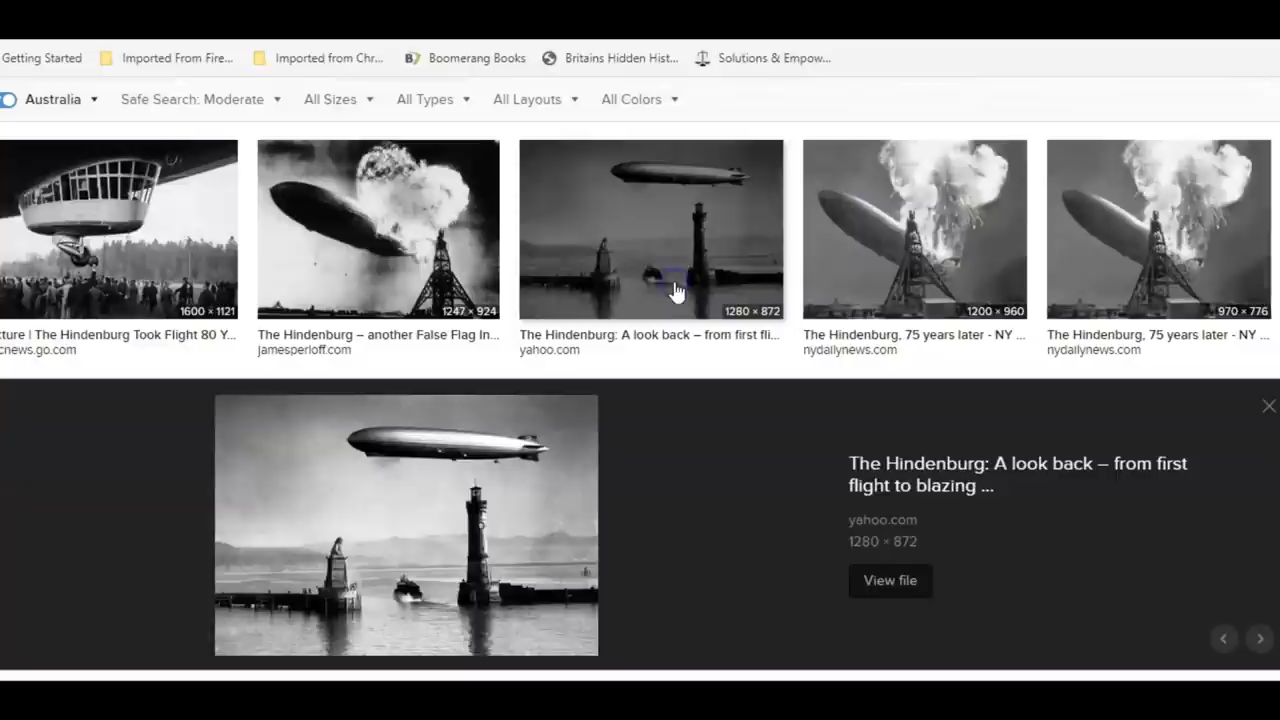 Getting Started Imported From Fire... Imported from Chr... B7 Boomerang Books Britains Hidden Hist... Solutions & Empow...
Australia Safe Search: Moderate All Sizes All Types All Layouts All Colors
1600 × 1121 1247 × 924 1280 × 872 1200 × 960 970 × 776
cture | The Hindenburg Took Flight 80 Y... The Hindenburg – another False Flag In... The Hindenburg: A look back – from first fli... The Hindenburg, 75 years later - NY ... The Hindenburg, 75 years later - NY ...
cnews.go.com jamesperloff.com yahoo.com nydailynews.com nydailynews.com
The Hindenburg: A look back – from first
flight to blazing ...
yahoo.com
1280 × 872
View file